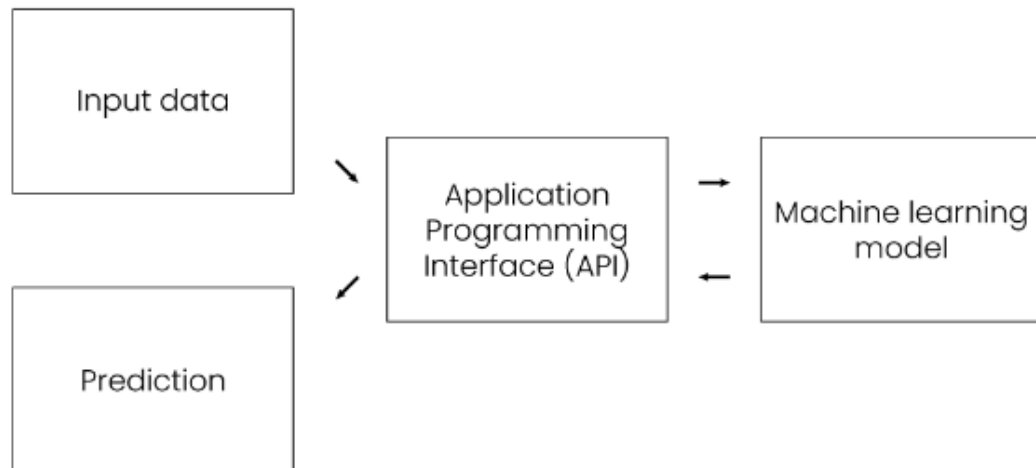 Input data
Application
Programming
Interface (API)
Machine learning
model
Prediction